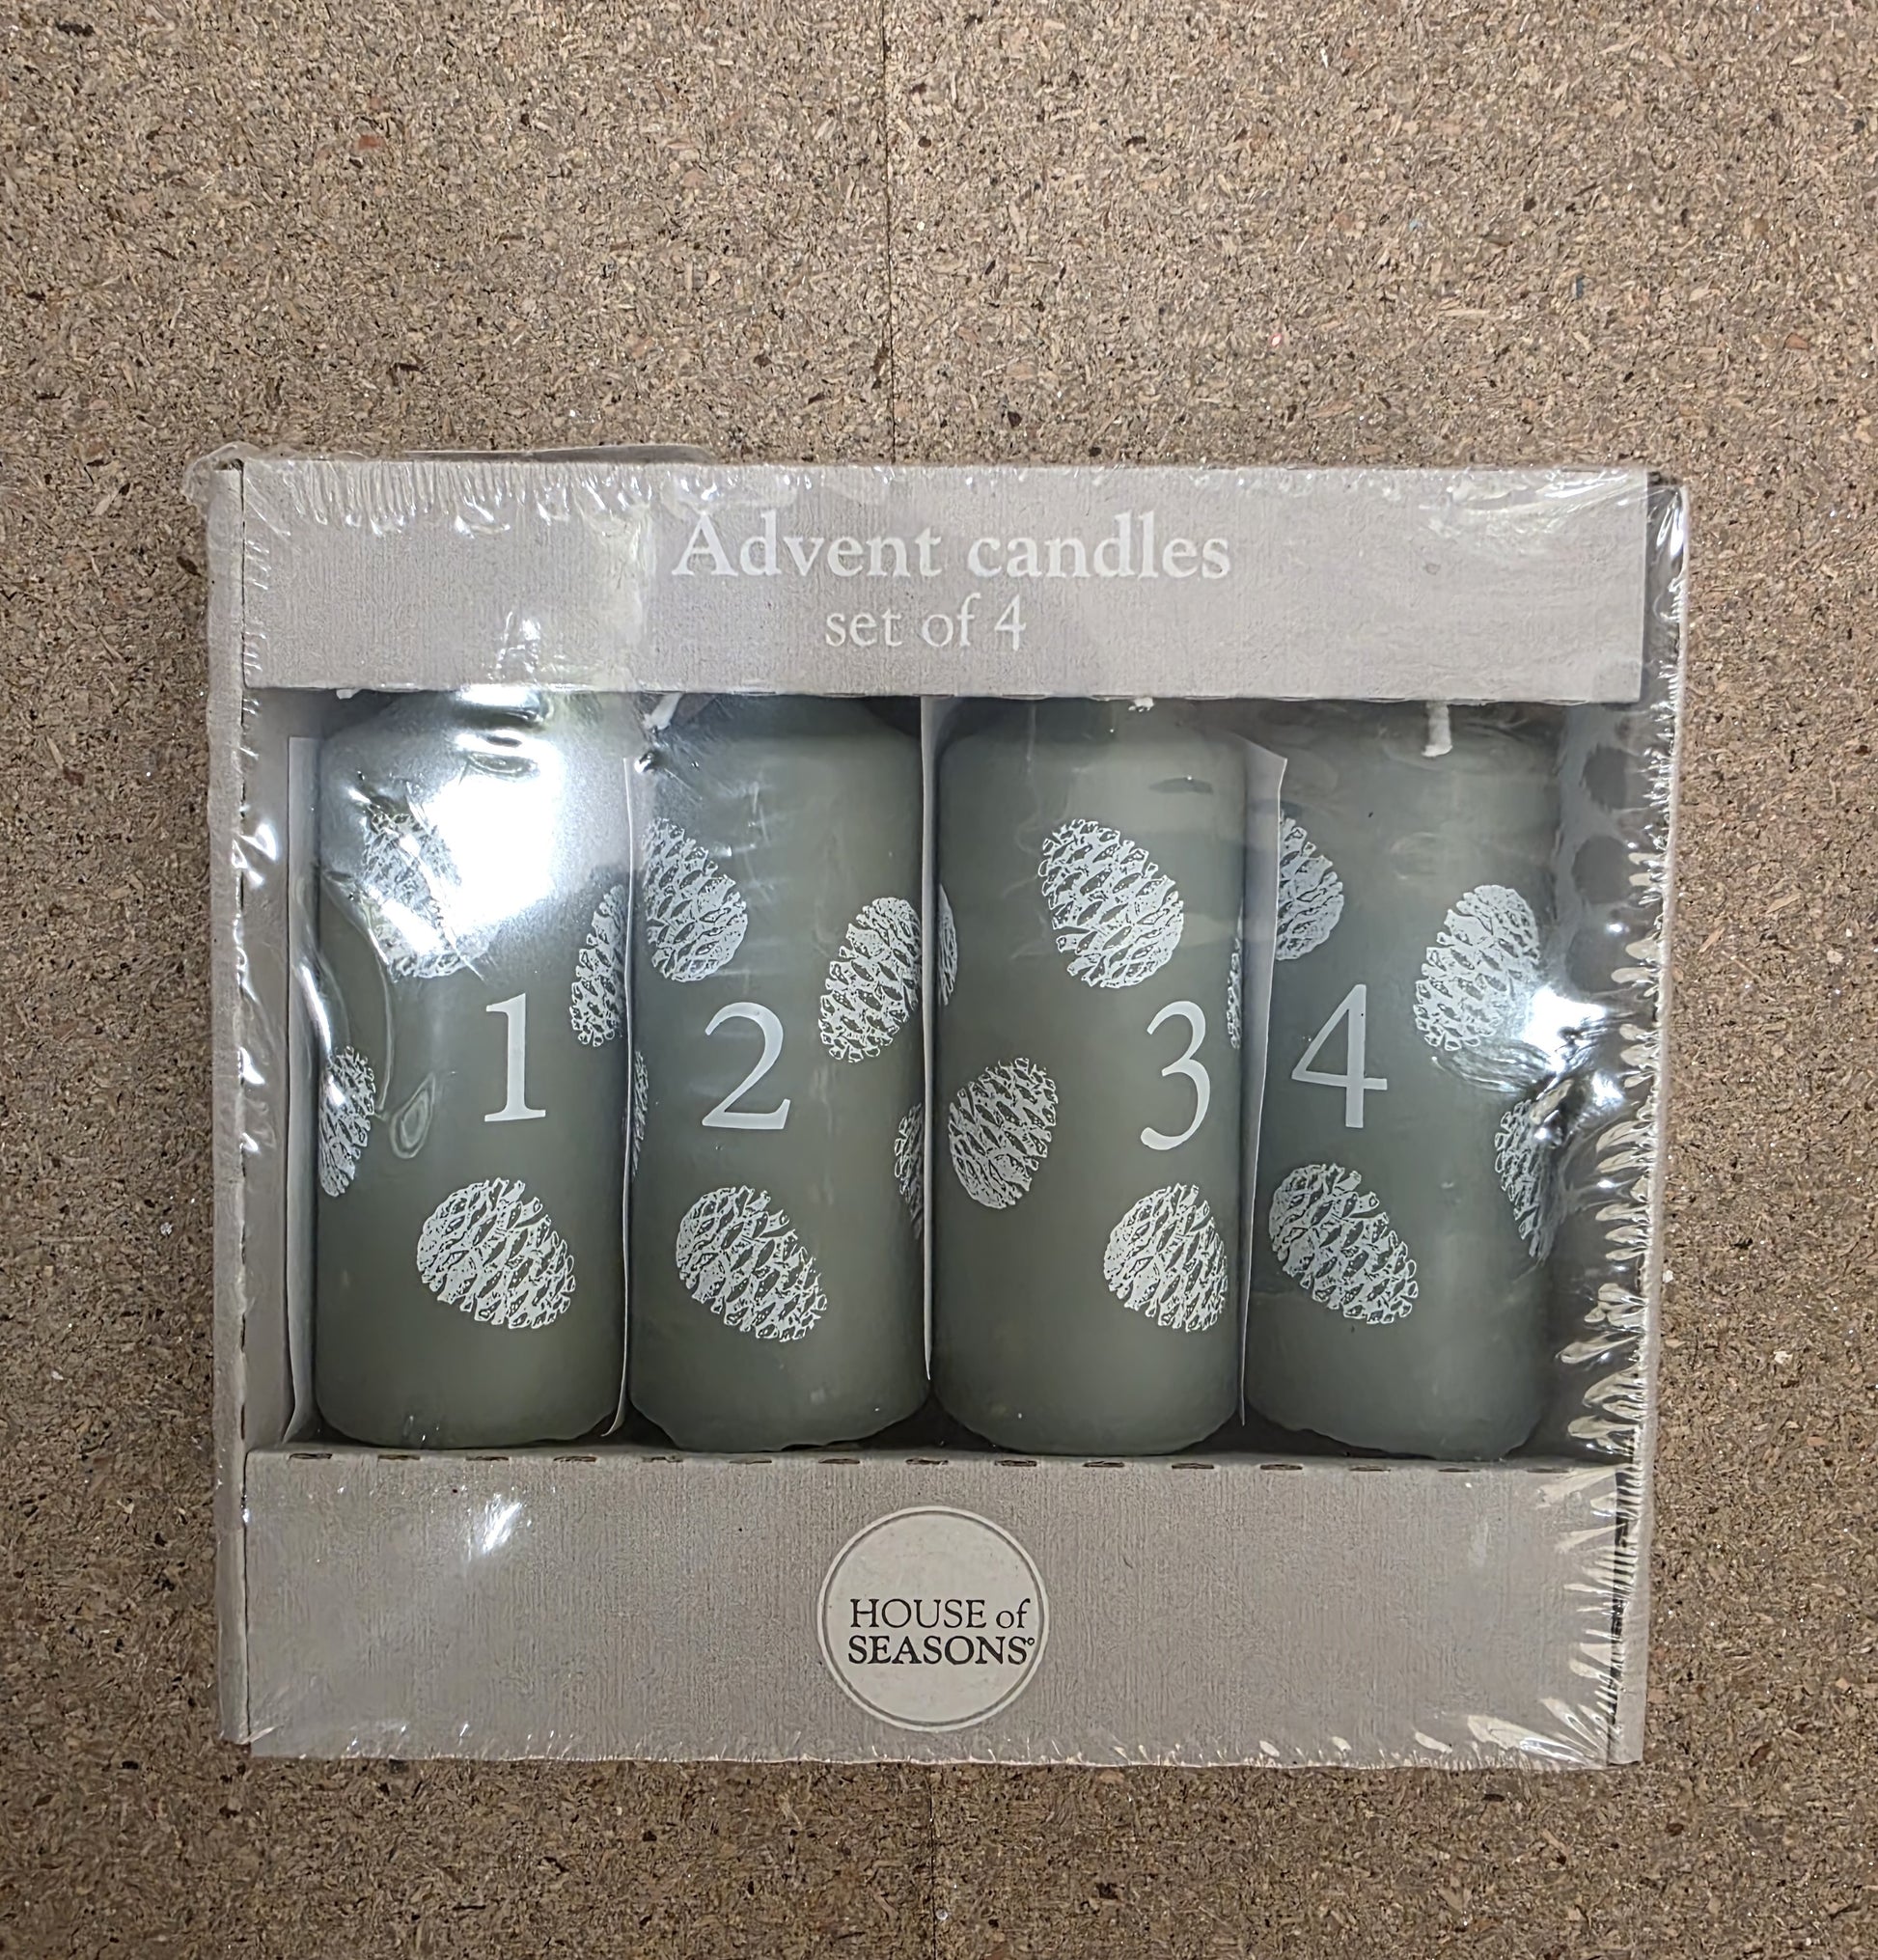 Advent candles
set of 4
1 2 3 4
HOUSE of
SEASONS®